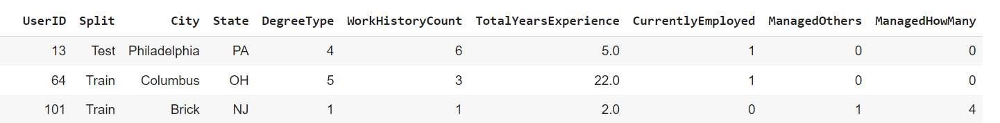 UserID Split City State DegreeType WorkHistoryCount TotalYearsExperience CurrentlyEmployed ManagedOthers ManagedHowMany
13 Test Philadelphia PA 4 6 5.0 1 0 0
64 Train Columbus OH 5 3 22.0 1 0 0
101 Train Brick NJ 1 1 2.0 0 1 4